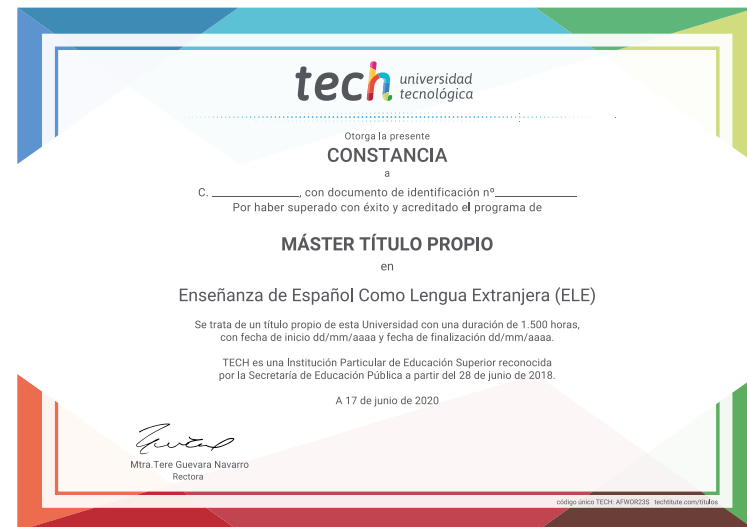 tech universidad
tecnológica
Otorga la presente
CONSTANCIA
a
C. ________________, con documento de identificación nº_______________
Por haber superado con éxito y acreditado el programa de
MÁSTER TÍTULO PROPIO
en
Enseñanza de Español Como Lengua Extranjera (ELE)
Se trata de un título propio de esta Universidad con una duración de 1.500 horas,
con fecha de inicio dd/mm/aaaa y fecha de finalización dd/mm/aaaa.
TECH es una Institución Particular de Educación Superior reconocida
por la Secretaría de Educación Pública a partir del 28 de junio de 2018.
A 17 de junio de 2020
Mtra.Tere Guevara Navarro
Rectora
código único TECH: AFWOR23S techtitute.com/titulos